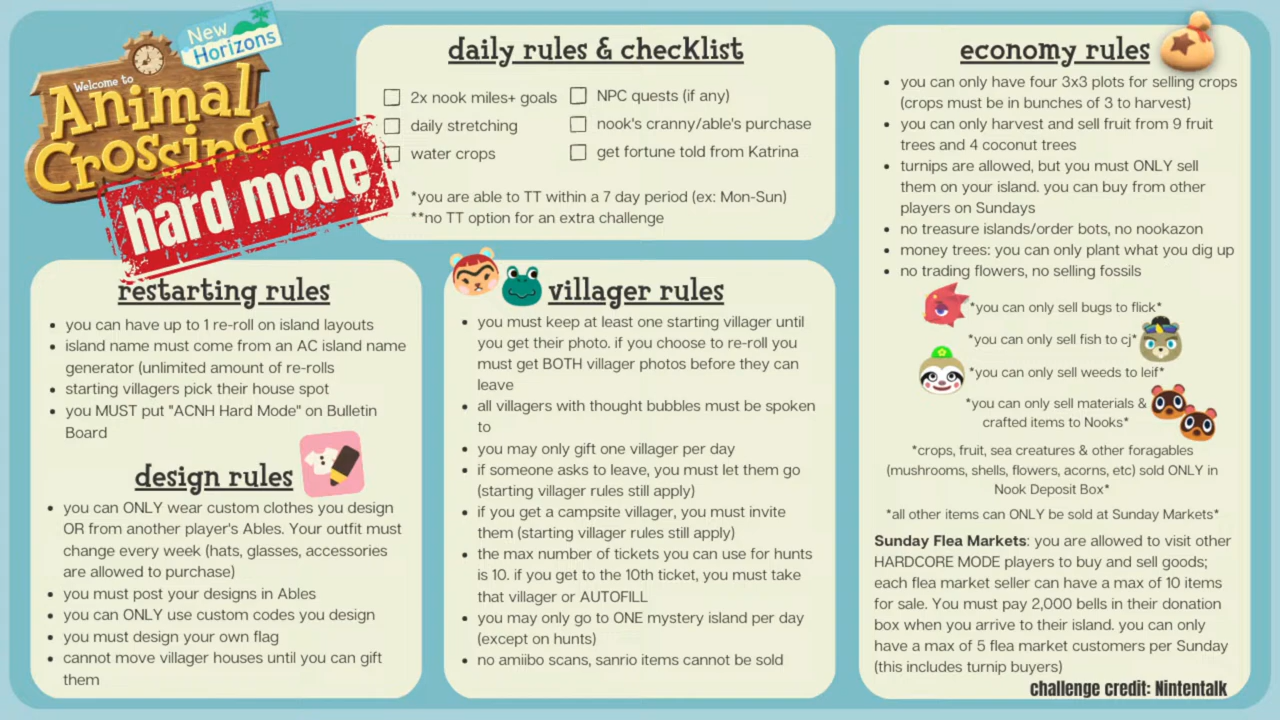 New
Horizons
Welcome to
Animal
Crossing
hard mode
daily rules & checklist
2x nook miles+ goals
daily stretching
water crops
NPC quests (if any)
nook's cranny/able's purchase
get fortune told from Katrina
*you are able to TT within a 7 day period (ex: Mon-Sun)
**no TT option for an extra challenge
restarting rules
you can have up to 1 re-roll on island layouts
island name must come from an AC island name
generator (unlimited amount of re-rolls
starting villagers pick their house spot
you MUST put "ACNH Hard Mode" on Bulletin
Board
design rules
you can ONLY wear custom clothes you design
OR from another player's Ables. Your outfit must
change every week (hats, glasses, accessories
are allowed to purchase)
you must post your designs in Ables
you can ONLY use custom codes you design
you must design your own flag
cannot move villager houses until you can gift
them
villager rules
you must keep at least one starting villager until
you get their photo. if you choose to re-roll you
must get BOTH villager photos before they can
leave
all villagers with thought bubbles must be spoken
to
you may only gift one villager per day
if someone asks to leave, you must let them go
(starting villager rules still apply)
if you get a campsite villager, you must invite
them (starting villager rules still apply)
the max number of tickets you can use for hunts
is 10. if you get to the 10th ticket, you must take
that villager or AUTOFILL
you may only go to ONE mystery island per day
(except on hunts)
no amiibo scans, sanrio items cannot be sold
economy rules
you can only have four 3x3 plots for selling crops
(crops must be in bunches of 3 to harvest)
you can only harvest and sell fruit from 9 fruit
trees and 4 coconut trees
turnips are allowed, but you must ONLY sell
them on your island. you can buy from other
players on Sundays
no treasure islands/order bots, no nookazon
money trees: you can only plant what you dig up
no trading flowers, no selling fossils
*you can only sell bugs to flick*
*you can only sell fish to cj*
*you can only sell weeds to leif*
*you can only sell materials &
crafted items to Nooks*
*crops, fruit, sea creatures & other foragables
(mushrooms, shells, flowers, acorns, etc) sold ONLY in
Nook Deposit Box*
*all other items can ONLY be sold at Sunday Markets*
Sunday Flea Markets: you are allowed to visit other
HARDCORE MODE players to buy and sell goods;
each flea market seller can have a max of 10 items
for sale. You must pay 2,000 bells in their donation
box when you arrive to their island. you can only
have a max of 5 flea market customers per Sunday
(this includes turnip buyers)
challenge credit: Nintentalk